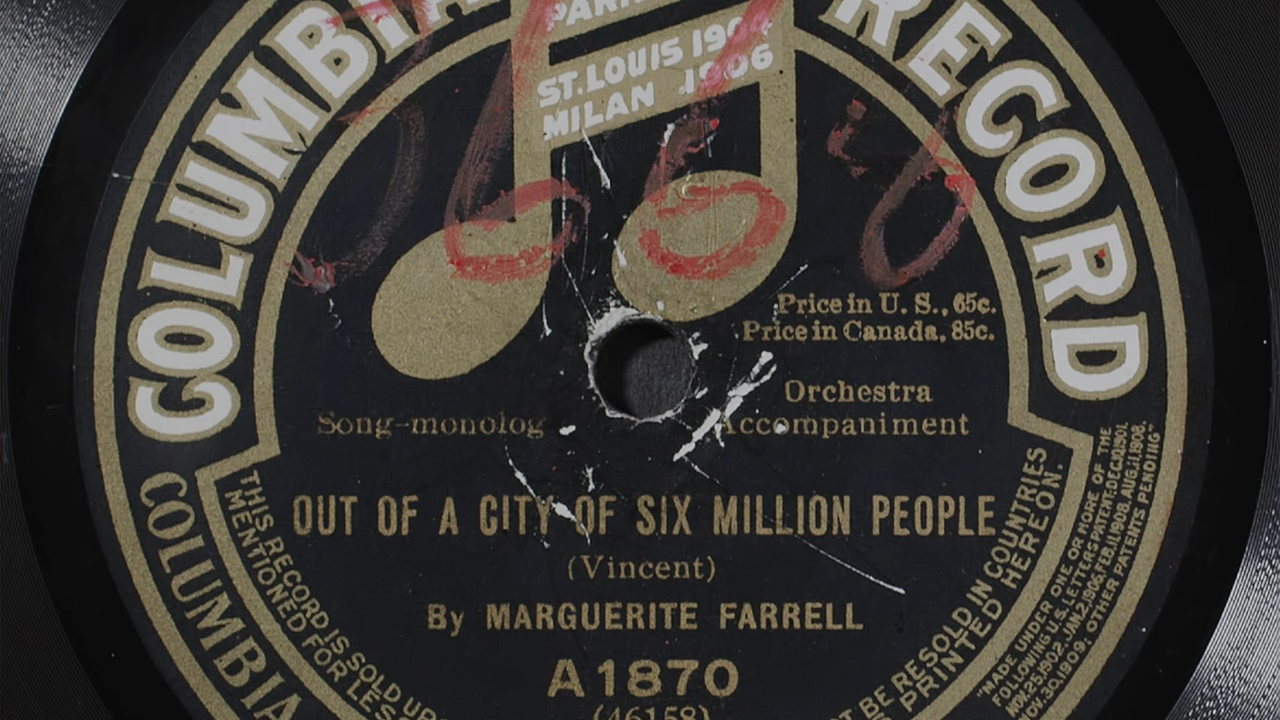 COLUMBIA RECORD
PARIS
ST. LOUIS 1904
MILAN 1906
Price in U. S., 65c.
Price in Canada, 85c.
Orchestra
Song-monolog Accompaniment
OUT OF A CITY OF SIX MILLION PEOPLE
(Vincent)
By MARGUERITE FARRELL
A1870
(46158)
THIS RECORD IS SOLD
MENTIONED FOR LESS
BE RESOLD IN COUNTRIES
PRINTED HEREON.
COLUMBIA
"MADE UNDER ONE OR MORE OF THE
FOLLOWING U.S. LETTERS PATENT: DEC.10,1901,
NOV.25,1902, JAN.2,1906, FEB.11,1908, AUG.11,1908,
NOV.30,1909; OTHER PATENTS PENDING"